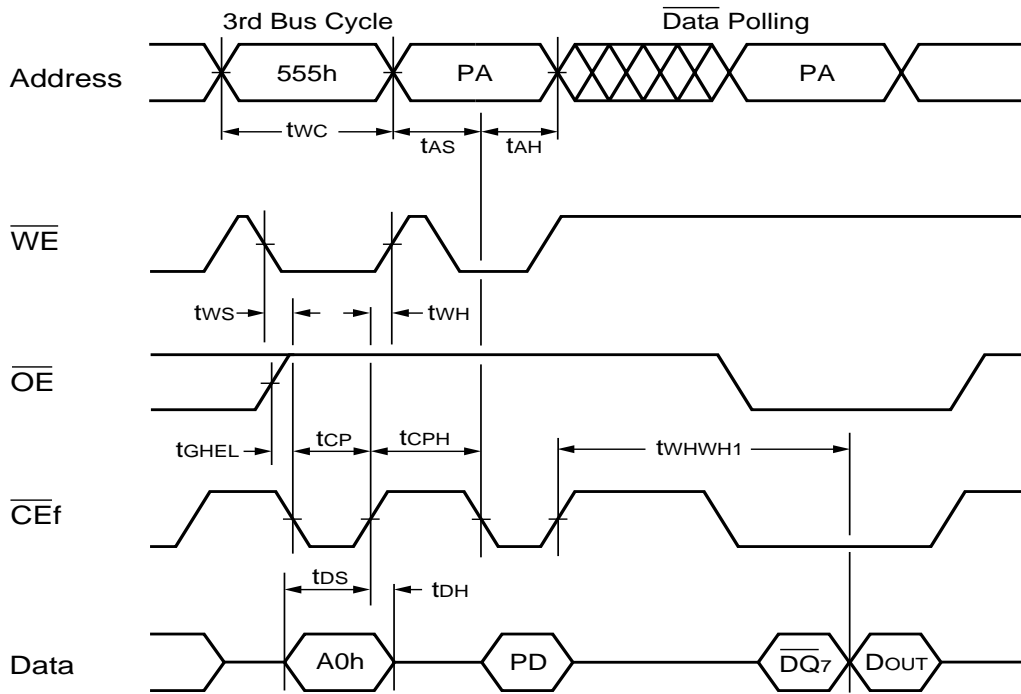 3rd Bus Cycle Data Polling
Address 555h PA PA
tWC tAS tAH
WE
tWS tWH
OE
tGHEL tCP tCPH tWHWH1
CEf
tDS tDH
Data A0h PD DQ7 DOUT